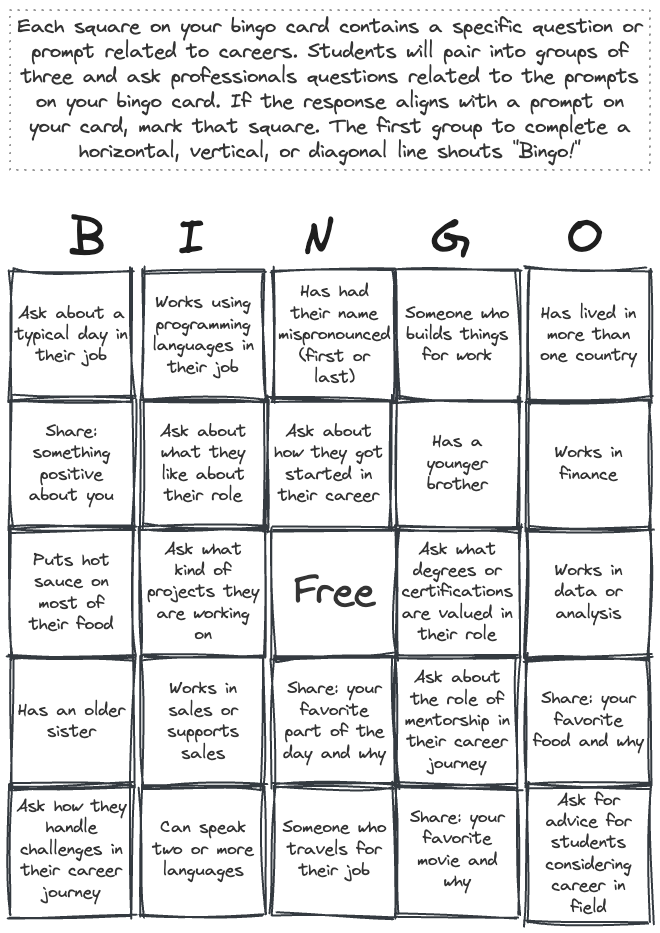 Each square on your bingo card contains a specific question or
prompt related to careers. Students will pair into groups of
three and ask professionals questions related to the prompts
on your bingo card. If the response aligns with a prompt on
your card, mark that square. The first group to complete a
horizontal, vertical, or diagonal line shouts "Bingo!"
B I N G O
Ask about a
typical day in
their job
Works using
programming
languages in
their job
Has had
their name
mispronounced
(first or
last)
Someone who
builds things
for work
Has lived in
more than
one country
Share:
something
positive
about you
Ask about
what they
like about
their role
Ask about
how they got
started in
their career
Has a
younger
brother
Works in
finance
Puts hot
sauce on
most of
their food
Ask what
kind of
projects they
are working
on
Free
Ask what
degrees or
certifications
are valued in
their role
Works in
data or
analysis
Has an older
sister
Works in
sales or
supports
sales
Share: your
favorite
part of the
day and why
Ask about
the role of
mentorship in
their career
journey
Share: your
favorite
food and why
Ask how they
handle
challenges in
their career
journey
Can speak
two or more
languages
Someone who
travels for
their job
Share: your
favorite
movie and
why
Ask for
advice for
students
considering
career in
field